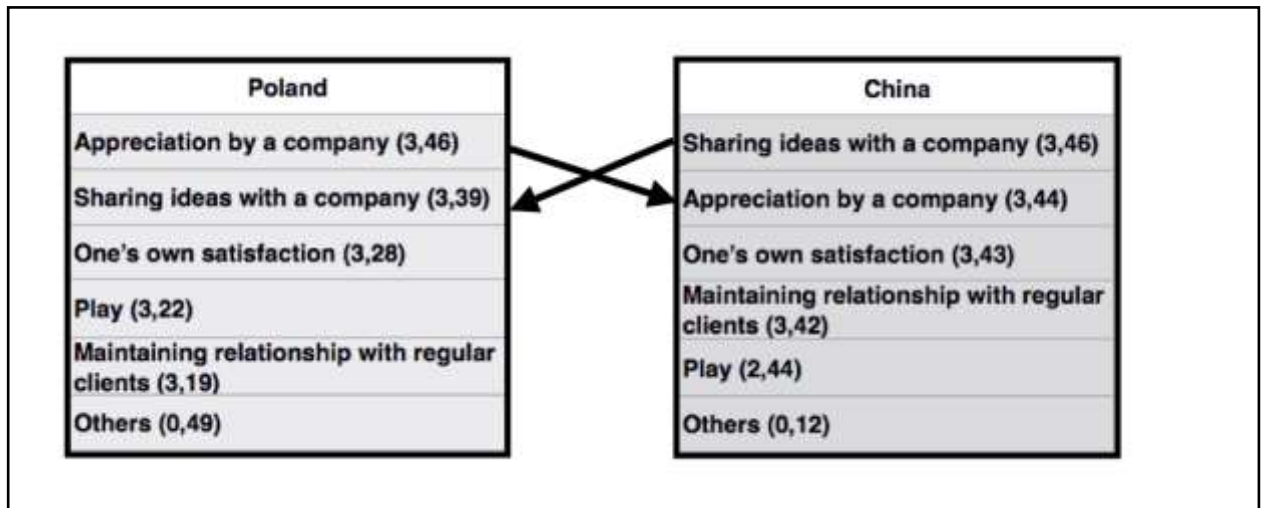 Poland
Appreciation by a company (3,46)
Sharing ideas with a company (3,39)
One's own satisfaction (3,28)
Play (3,22)
Maintaining relationship with regular
clients (3,19)
Others (0,49)
China
Sharing ideas with a company (3,46)
Appreciation by a company (3,44)
One's own satisfaction (3,43)
Maintaining relationship with regular
clients (3,42)
Play (2,44)
Others (0,12)